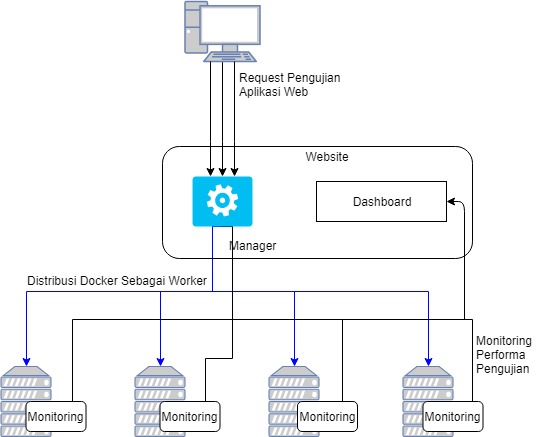 Request Pengujian
Aplikasi Web
Website
Dashboard
Manager
Distribusi Docker Sebagai Worker
Monitoring
Performa
Pengujian
Monitoring
Monitoring
Monitoring
Monitoring